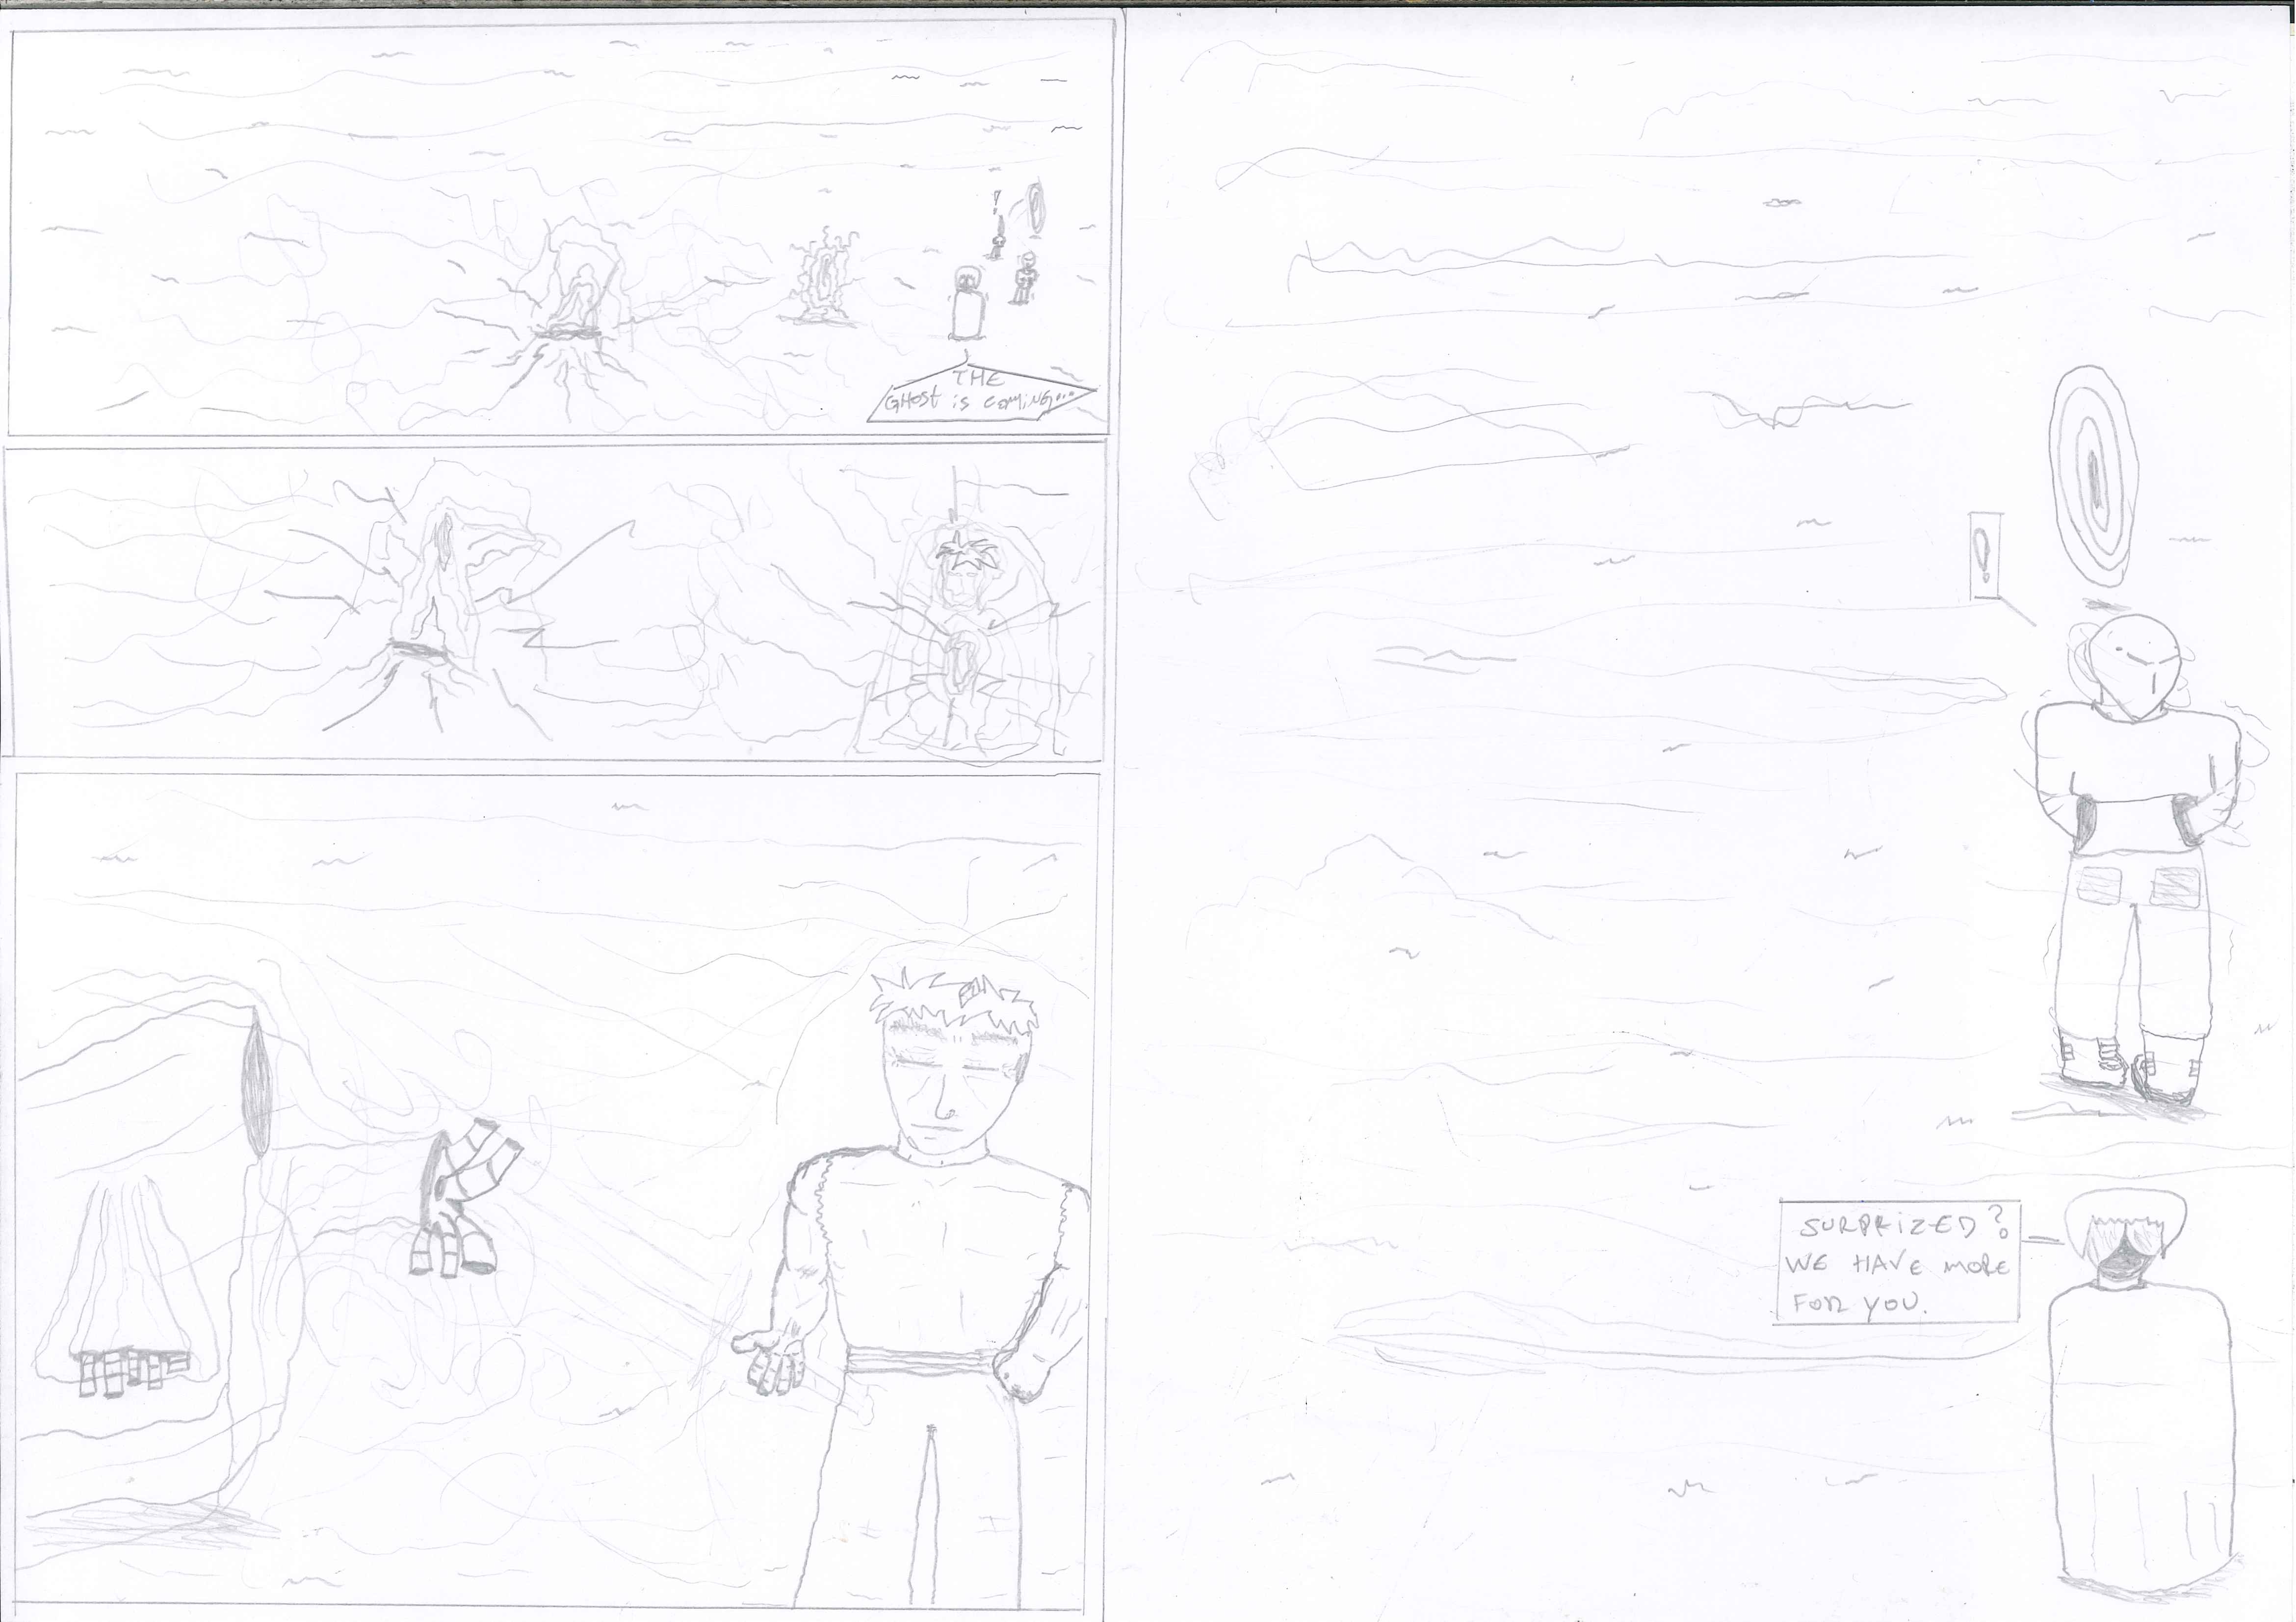 !
THE
GHOST is COMiNG...
!
SURPRiZED?
WE HAVE MORE
FOR YOU.